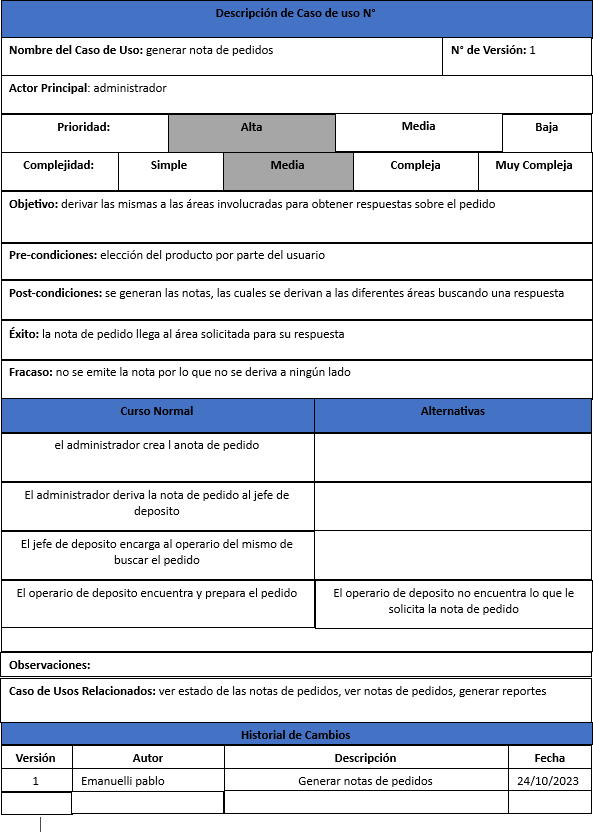 Descripción de Caso de uso N°
Nombre del Caso de Uso: generar nota de pedidos
N° de Versión: 1
Actor Principal: administrador
Prioridad:
Alta
Media
Baja
Complejidad:
Simple
Media
Compleja
Muy Compleja
Objetivo: derivar las mismas a las áreas involucradas para obtener respuestas sobre el pedido
Pre-condiciones: elección del producto por parte del usuario
Post-condiciones: se generan las notas, las cuales se derivan a las diferentes áreas buscando una respuesta
Éxito: la nota de pedido llega al área solicitada para su respuesta
Fracaso: no se emite la nota por lo que no se deriva a ningún lado
Curso Normal
Alternativas
el administrador crea l anota de pedido
El administrador deriva la nota de pedido al jefe de
deposito
El jefe de deposito encarga al operario del mismo de
buscar el pedido
El operario de deposito encuentra y prepara el pedido
El operario de deposito no encuentra lo que le
solicita la nota de pedido
Observaciones:
Caso de Usos Relacionados: ver estado de las notas de pedidos, ver notas de pedidos, generar reportes
Historial de Cambios
Versión
Autor
Descripción
Fecha
1
Emanuelli pablo
Generar notas de pedidos
24/10/2023